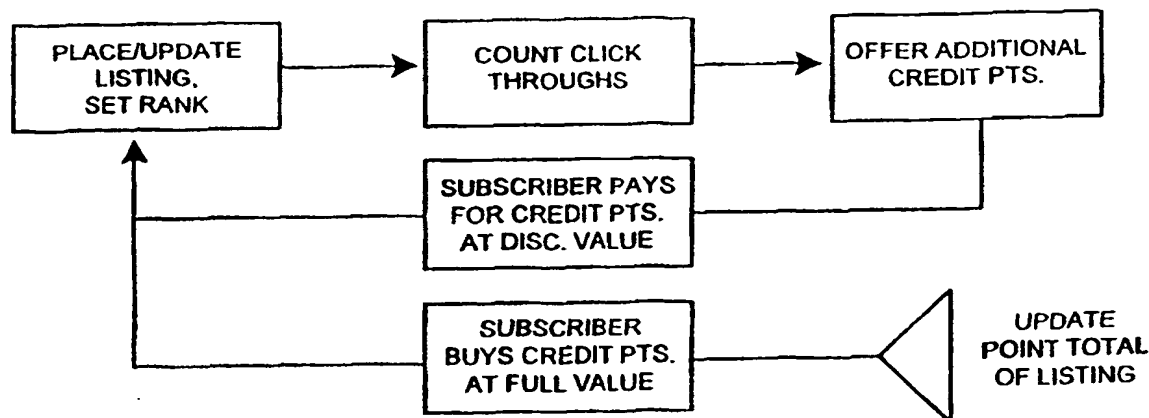 PLACE/UPDATE
LISTING,
SET RANK
COUNT CLICK
THROUGHS
OFFER ADDITIONAL
CREDIT PTS.
SUBSCRIBER PAYS
FOR CREDIT PTS.
AT DISC. VALUE
SUBSCRIBER
BUYS CREDIT PTS.
AT FULL VALUE
UPDATE
POINT TOTAL
OF LISTING